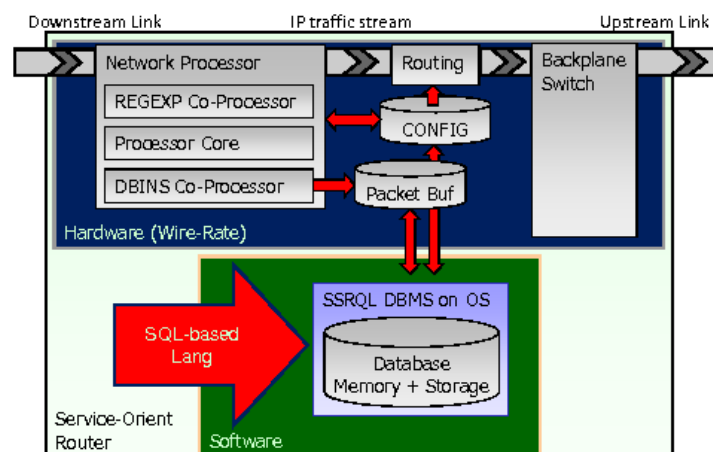 Downstream Link
IP traffic stream
Upstream Link
Network Processor
REGEXP Co-Processor
Processor Core
DBINS Co-Processor
Routing
CONFIG
Packet Buf
Backplane
Switch
Hardware (Wire-Rate)
SQL-based
Lang
SSRQL DBMS on OS
Database
Memory + Storage
Service-Orient
Router
Software